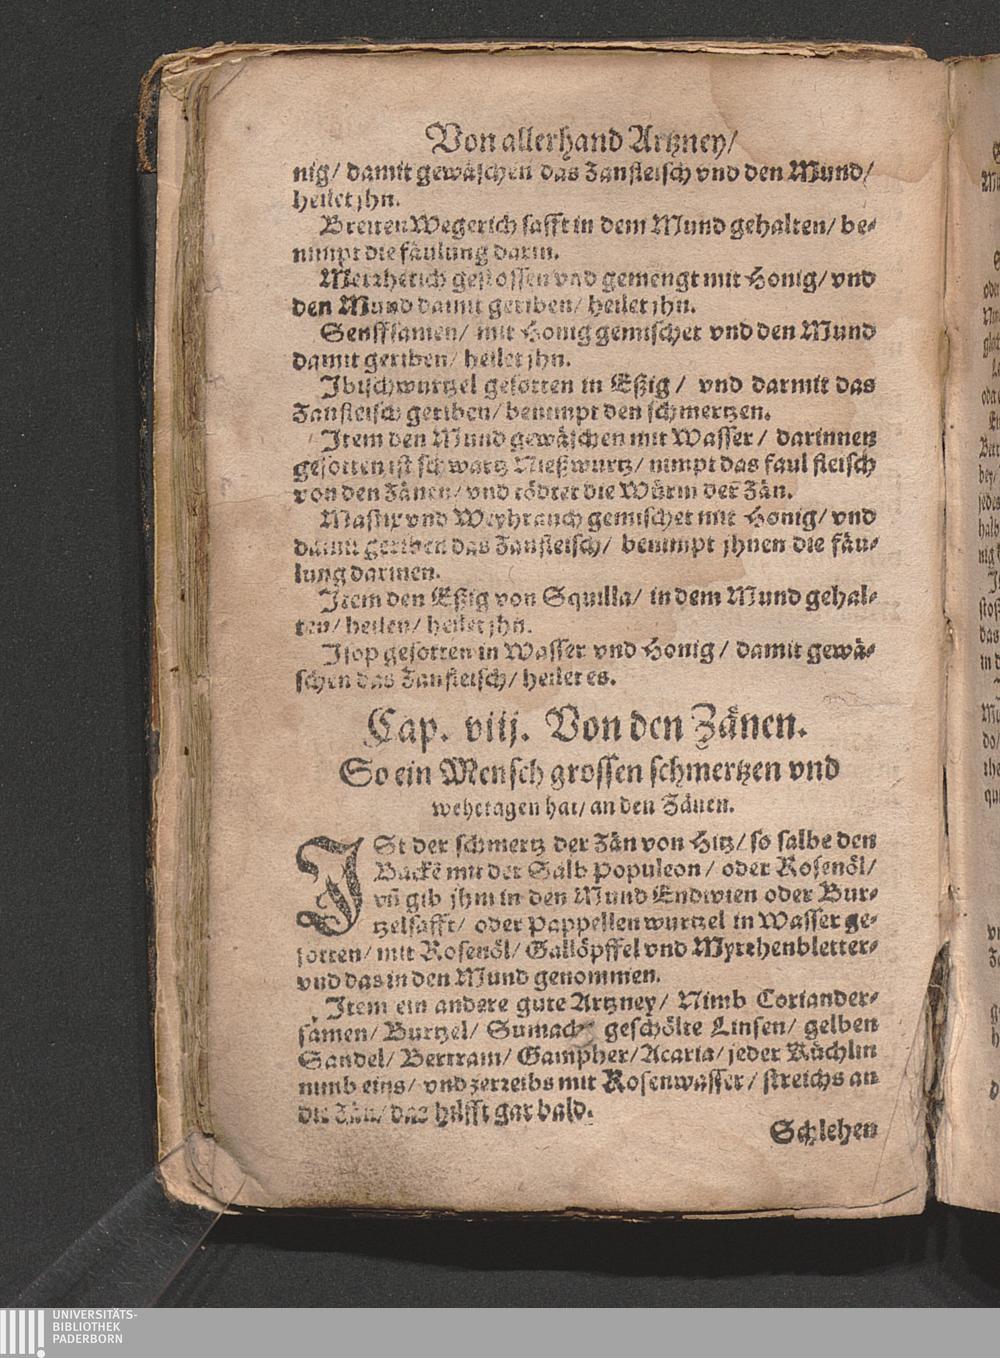 Von allerhand Artzney/
nig/ damit gewäschen das Zanfleisch vnd den Mund/
heilet jhn.
Breiten Wegerich safft in dem Mund gehalten/ be-
nimpt die fäulung darin.
Merrhetich gestossen vnd gemengt mit Honig/ vnd
den Mund damit geriben/ heilet jhn.
Senffsamen/ mit Honig gemischet vnd den Mund
damit geriben/ heilet jhn.
Ibischwurtzel gesotten in Eßig/ vnd darmit das
Zanfleisch geriben/ benimpt den schmertzen.
Item den Mund gewäschen mit Wasser/ darinnen
gesotten ist schwartz Nießwurtz/ nimpt das faul fleisch
von den Zänen/ vnd tödtet die Würm der Zän.
Mastix vnd Weyhrauch gemischet mit Honig/ vnd
damit geriben das Zanfleisch/ benimpt jhnen die fäu-
lung darinen.
Item den Eßig von Squilla/ in dem Mund gehal-
ten/ heilen/ heilet jhn.
Isop gesotten in Wasser vnd Honig/ damit gewä-
schen das Zanfleisch/ heilet es.
Cap. viij. Von den Zänen.
So ein Mensch grossen schmertzen vnd
wehetagen hat/ an den Zänen.
ISt der schmertz der Zän von Hitz/ so salbe den
Backē mit der Salb Populeon/ oder Rosenöl/
vñ gib jhm in den Mund Endivien oder Bur-
tzelsafft/ oder Pappellenwurtzel in Wasser ge-
sotten/ mit Rosenöl/ Gallöpffel vnd Myrrhenbletter-
vnd das in den Mund genommen.
Item ein andere gute Artzney/ Nimb Coriander-
samen/ Burtzel/ Sumach geschölte Linsen/ gelben
Sandel/ Bertram/ Gampher/ Acaria/ jeder Küchlin
nimb eins/ vnd zerreibs mit Rosenwasser/ streichs an
die Zän/ das hilfft gar bald.
Schlehen
UNIVERSITÄTS-
BIBLIOTHEK
PADERBORN